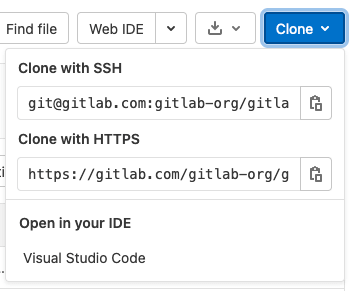 Find file Web IDE Clone
Clone with SSH
git@gitlab.com:gitlab-org/gitla
Clone with HTTPS
https://gitlab.com/gitlab-org/g
Open in your IDE
Visual Studio Code